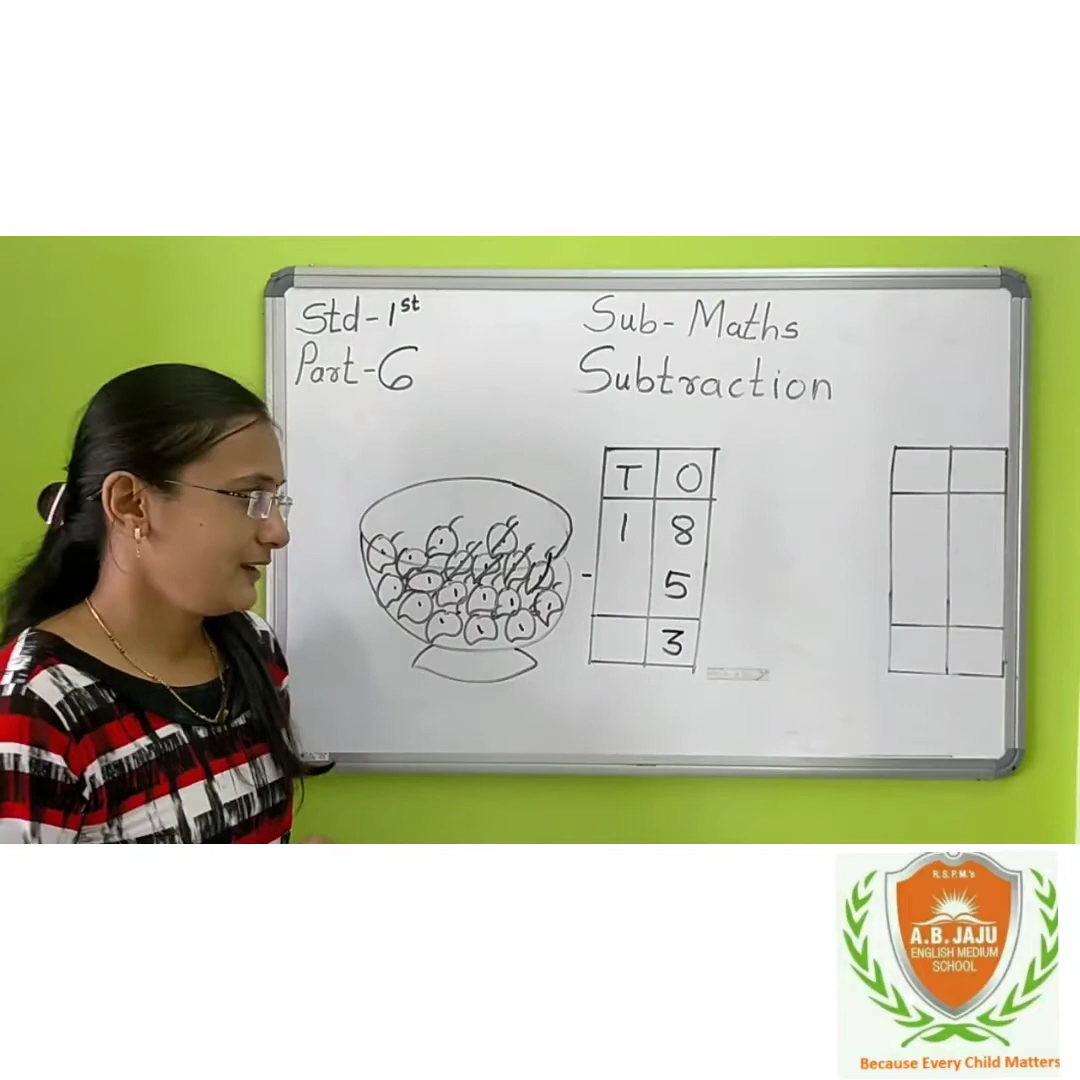 Std-1st
Sub-Maths
Part-6
Subtraction
T O
1 8
- 5
3
R.S.P.M.'s
A.B. JAJU
ENGLISH MEDIUM
SCHOOL
Because Every Child Matters